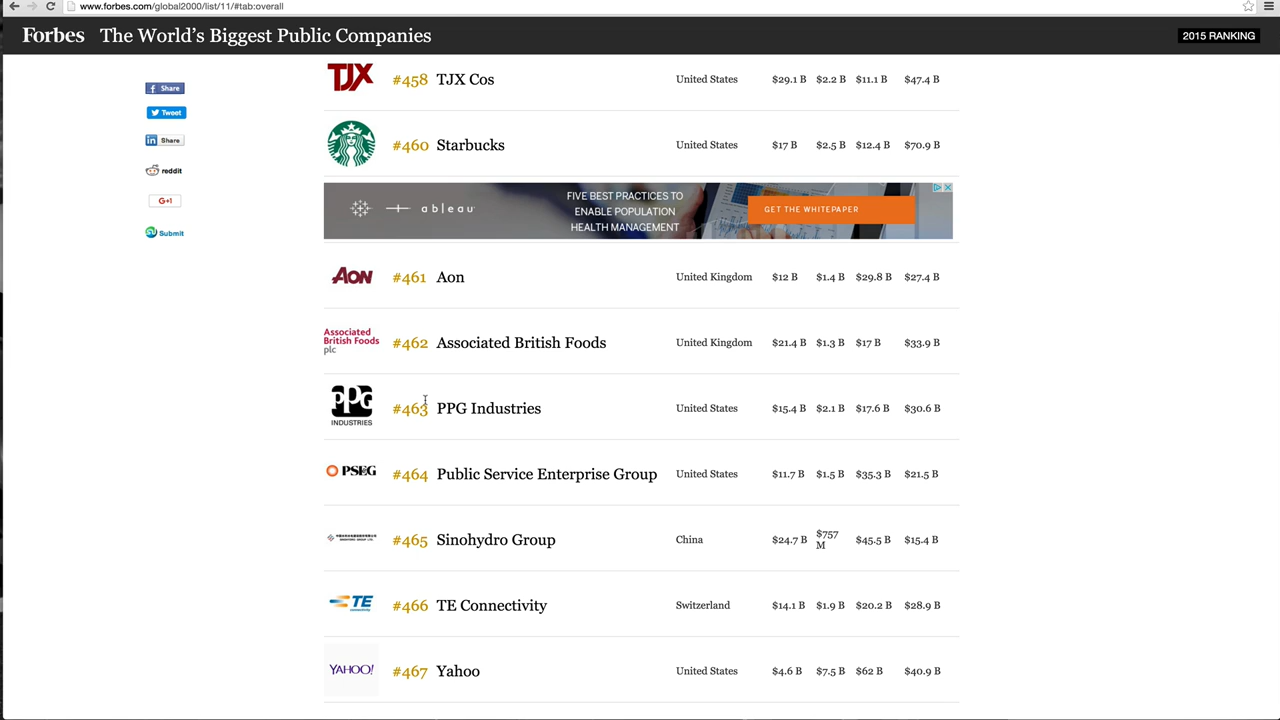 www.forbes.com/global2000/list/11/#tab:overall
Forbes The World's Biggest Public Companies 2015 RANKING
f Share
Tweet
in Share
reddit
G+1
Submit
TJX #458 TJX Cos United States $29.1 B $2.2 B $11.1 B $47.4 B
#460 Starbucks United States $17 B $2.5 B $12.4 B $70.9 B
+ableau
FIVE BEST PRACTICES TO
ENABLE POPULATION
HEALTH MANAGEMENT
GET THE WHITEPAPER
AON #461 Aon United Kingdom $12 B $1.4 B $29.8 B $27.4 B
Associated
British Foods
plc
#462 Associated British Foods United Kingdom $21.4 B $1.3 B $17 B $33.9 B
PPG
INDUSTRIES
#463 PPG Industries United States $15.4 B $2.1 B $17.6 B $30.6 B
PSEG #464 Public Service Enterprise Group United States $11.7 B $1.5 B $35.3 B $21.5 B
#465 Sinohydro Group China $24.7 B $757 M $45.5 B $15.4 B
TE
connectivity
#466 TE Connectivity Switzerland $14.1 B $1.9 B $20.2 B $28.9 B
YAHOO! #467 Yahoo United States $4.6 B $7.5 B $62 B $40.9 B